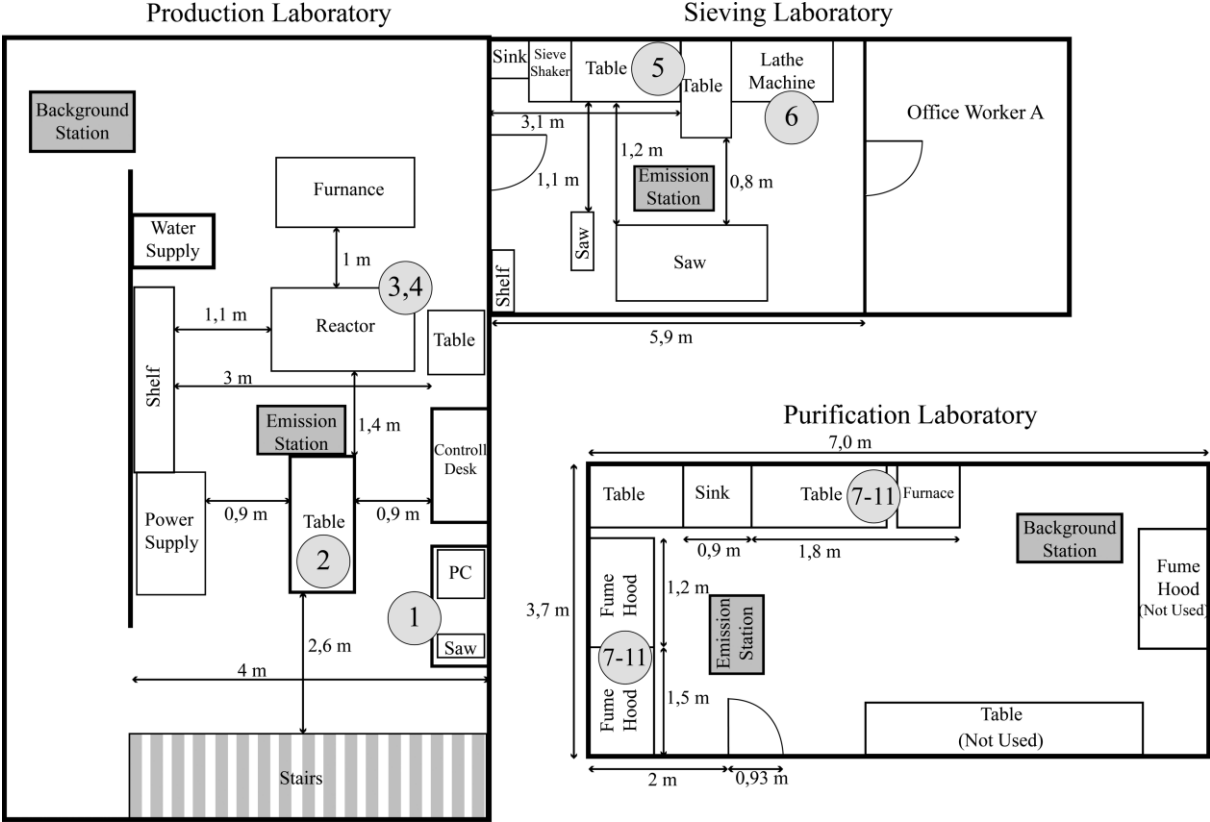 Production Laboratory
Background
Station
Furnance
Water
Supply
1 m
3,4
1,1 m
Reactor
Table
Shelf
3 m
Emission
Station
1,4 m
Controll
Desk
Power
Supply
0,9 m
Table
0,9 m
2
PC
1
Saw
2,6 m
4 m
Stairs
Sieving Laboratory
Sink
Sieve
Shaker
Table
5
Table
Lathe
Machine
6
3,1 m
1,2 m
1,1 m
Emission
Station
0,8 m
Saw
Saw
Shelf
5,9 m
Office Worker A
Purification Laboratory
7,0 m
Table
Sink
Table
7-11
Furnace
0,9 m
1,8 m
Background
Station
3,7 m
Fume
Hood
1,2 m
Emission
Station
Fume
Hood
(Not Used)
7-11
Fume
Hood
1,5 m
Table
(Not Used)
2 m
0,93 m